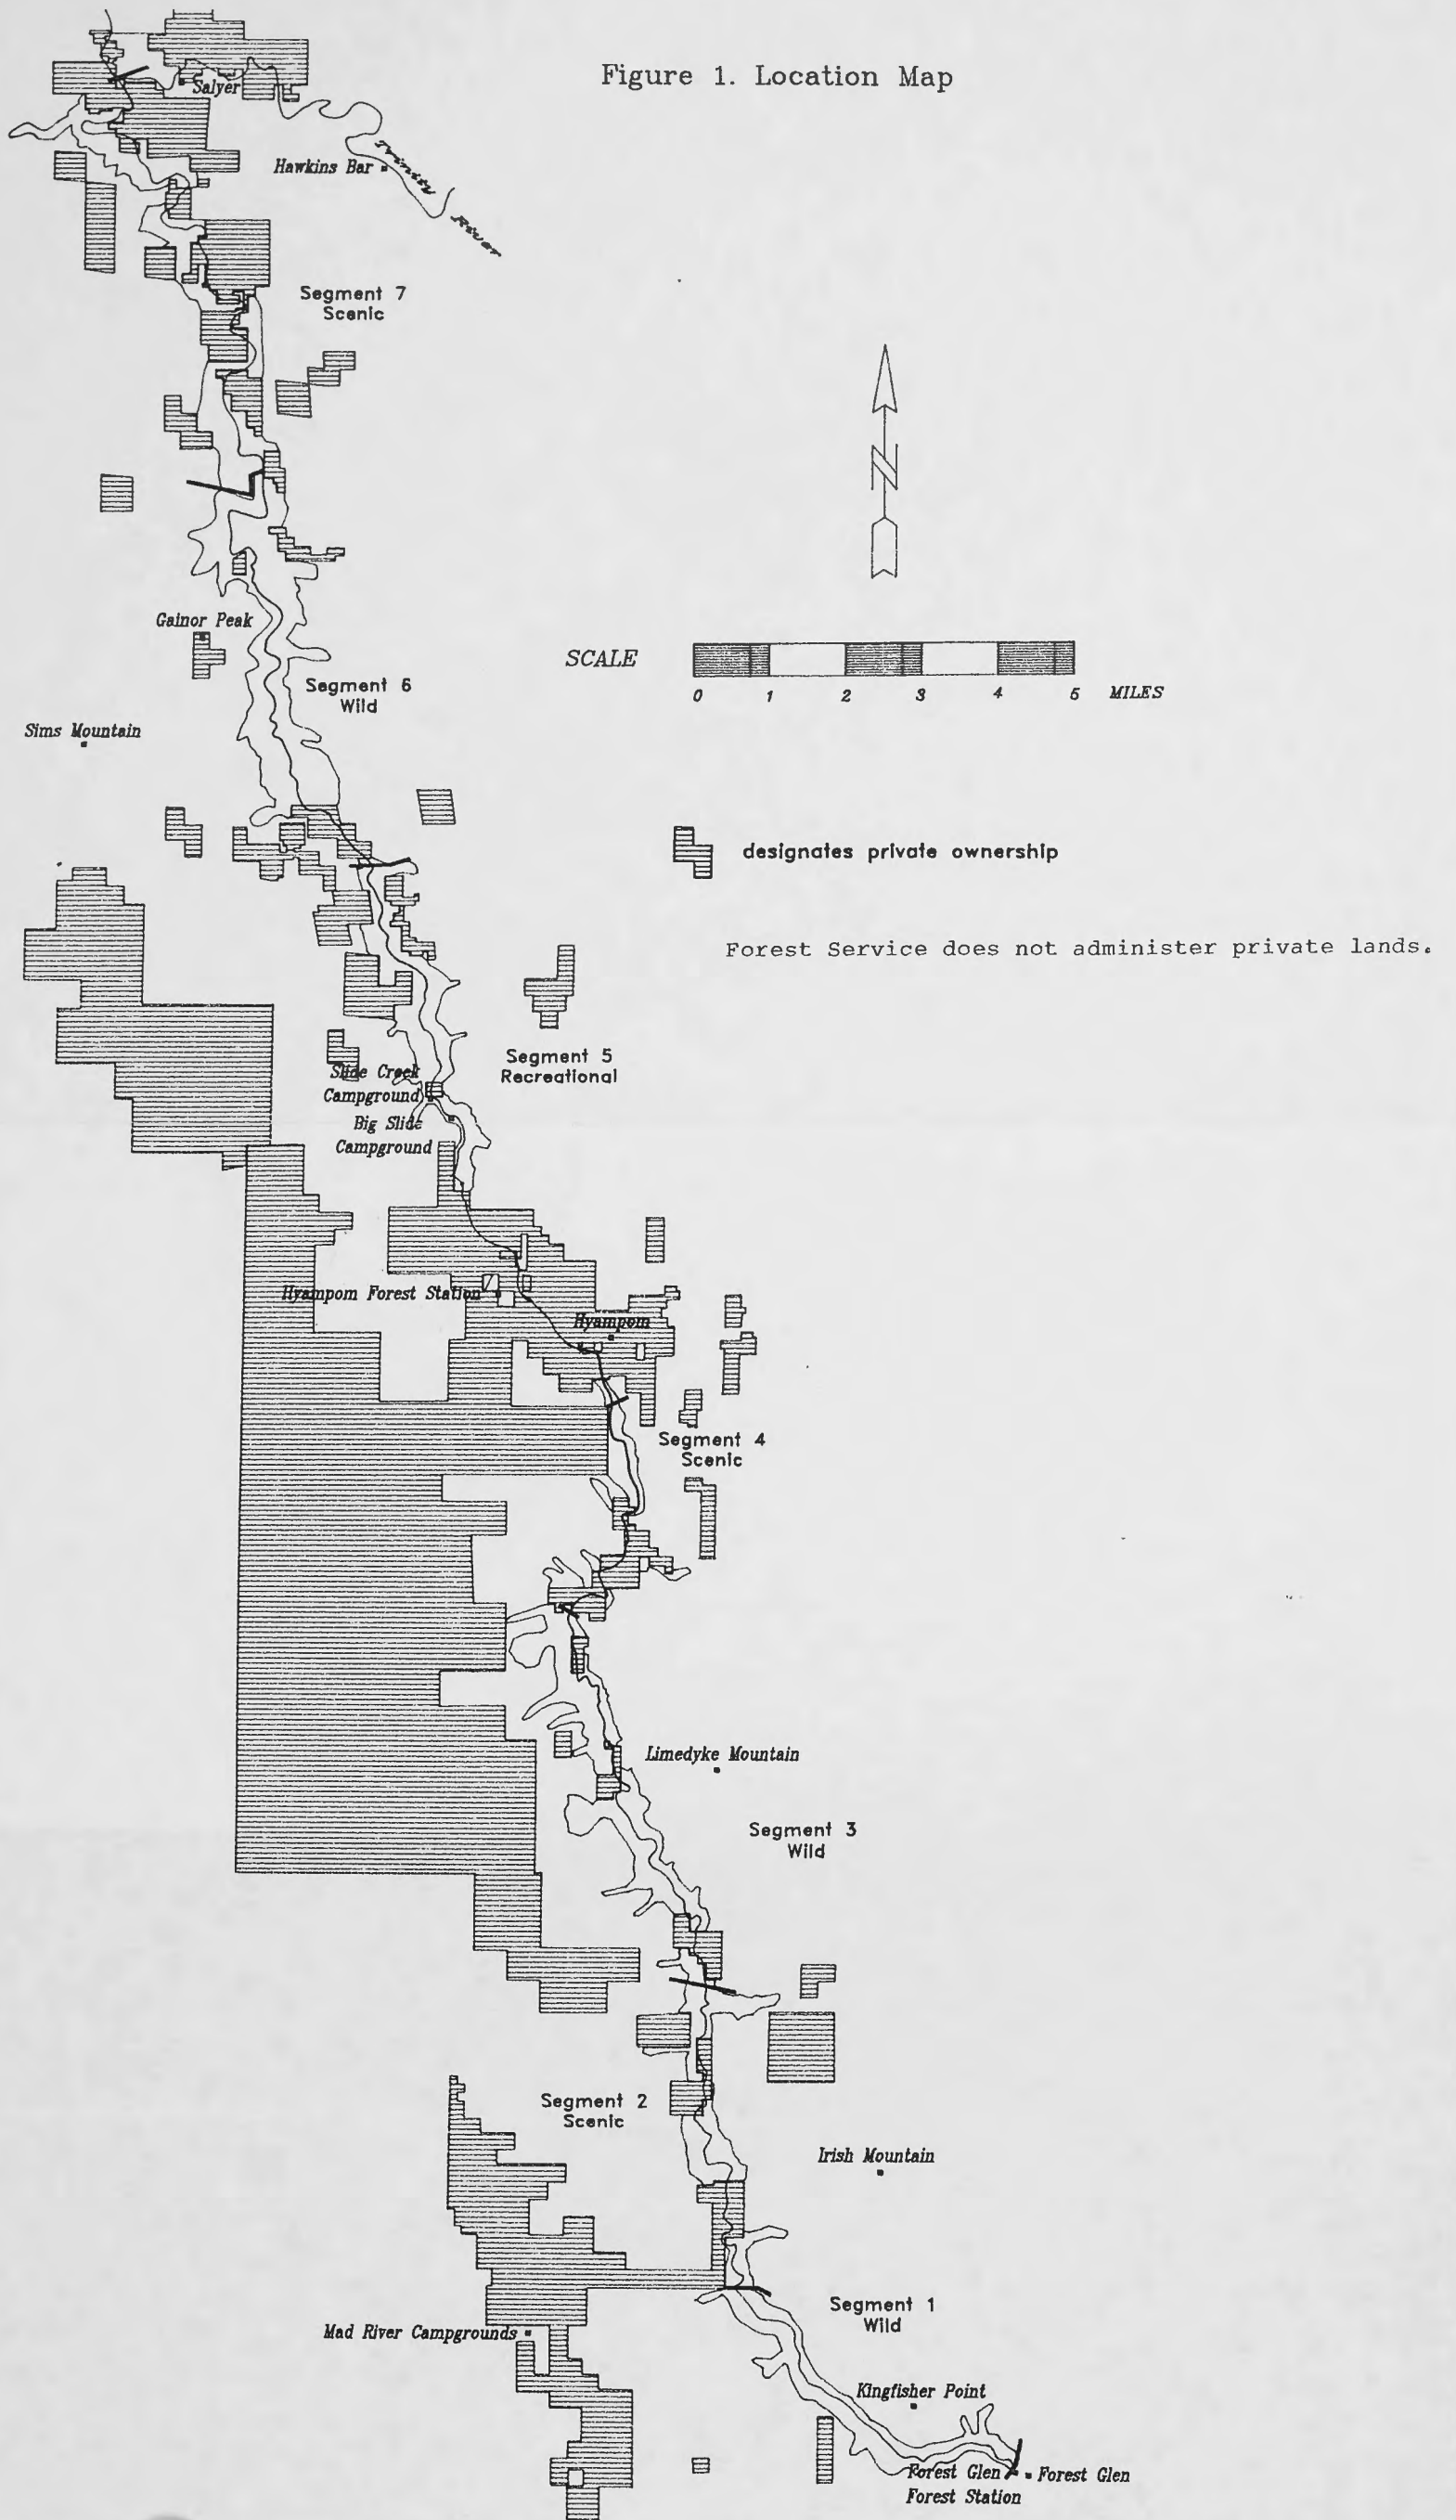 Figure 1. Location Map
Salyer
Hawkins Bar
Trinity
River
Segment 7
Scenic
Gainor Peak
SCALE
0 1 2 3 4 5 MILES
Segment 6
Wild
Sims Mountain
designates private ownership
Forest Service does not administer private lands.
Segment 5
Recreational
Slide Creek
Campground
Big Slide
Campground
Hyampom Forest Station
Hyampom
Segment 4
Scenic
Limedyke Mountain
Segment 3
Wild
Segment 2
Scenic
Irish Mountain
Segment 1
Wild
Mad River Campgrounds
Kingfisher Point
Forest Glen
Forest Station
Forest Glen
N